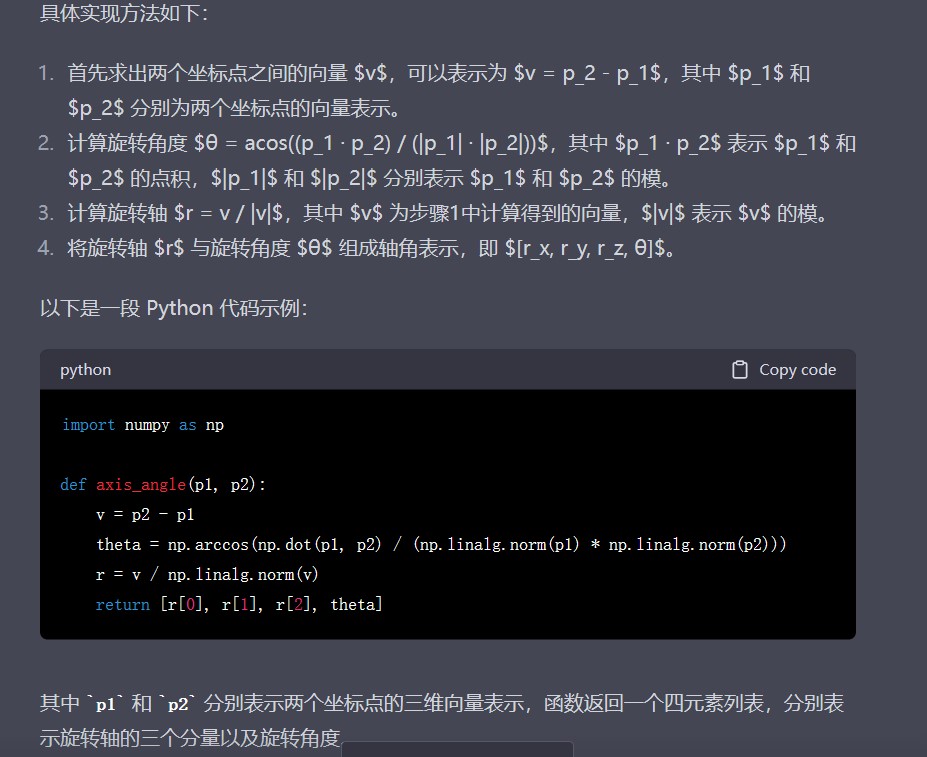 具体实现方法如下：
1. 首先求出两个坐标点之间的向量 $v$，可以表示为 $v = p_2 - p_1$，其中 $p_1$ 和
$p_2$ 分别为两个坐标点的向量表示。
2. 计算旋转角度 $θ = acos((p_1 · p_2) / (|p_1| · |p_2|))$，其中 $p_1 · p_2$ 表示 $p_1$ 和
$p_2$ 的点积，$|p_1|$ 和 $|p_2|$ 分别表示 $p_1$ 和 $p_2$ 的模。
3. 计算旋转轴 $r = v / |v|$，其中 $v$ 为步骤1中计算得到的向量，$|v|$ 表示 $v$ 的模。
4. 将旋转轴 $r$ 与旋转角度 $θ$ 组成轴角表示，即 $[r_x, r_y, r_z, θ]$。
以下是一段 Python 代码示例：
python Copy code
import numpy as np
def axis_angle(p1, p2):
    v = p2 - p1
    theta = np.arccos(np.dot(p1, p2) / (np.linalg.norm(p1) * np.linalg.norm(p2)))
    r = v / np.linalg.norm(v)
    return [r[0], r[1], r[2], theta]
其中 `p1` 和 `p2` 分别表示两个坐标点的三维向量表示，函数返回一个四元素列表，分别表
示旋转轴的三个分量以及旋转角度